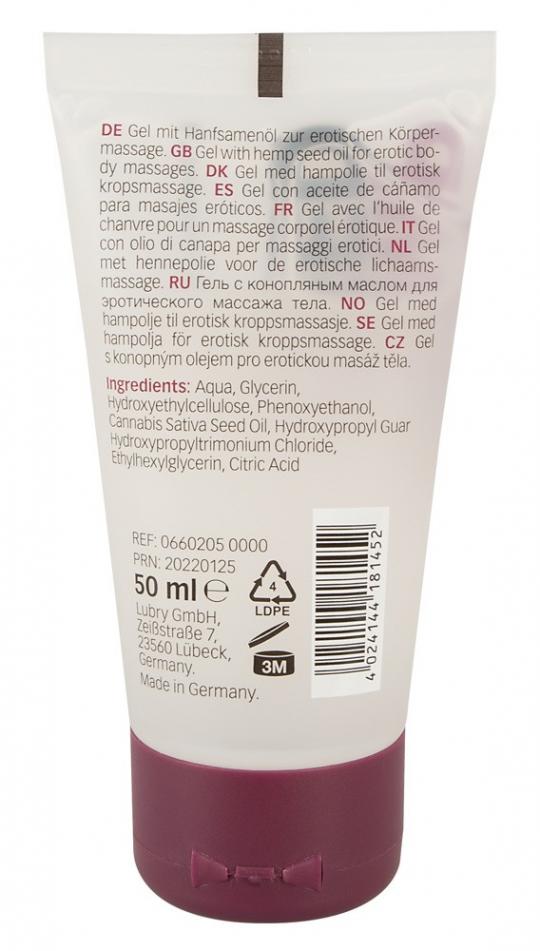 DE Gel mit Hanfsamenöl zur erotischen Körper-
massage. GB Gel with hemp seed oil for erotic bo-
dy massages. DK Gel med hampolie til erotisk
kropsmassage. ES Gel con aceite de cáñamo
para masajes eróticos. FR Gel avec l'huile de
chanvre pour un massage corporel érotique. IT Gel
con olio di canapa per massaggi erotici. NL Gel
met hennepolie voor de erotische lichaams-
massage. RU Гель с конопляным маслом для
эротического массажа тела. NO Gel med
hampolje til erotisk kroppsmassasje. SE Gel med
hampolja för erotisk kroppsmassage. CZ Gel
s konopným olejem pro erotickou masáž těla.
Ingredients: Aqua, Glycerin,
Hydroxyethylcellulose, Phenoxyethanol,
Cannabis Sativa Seed Oil, Hydroxypropyl Guar
Hydroxypropyltrimonium Chloride,
Ethylhexylglycerin, Citric Acid
REF: 0660205 0000
PRN: 20220125
50 ml e
Lubry GmbH,
Zeißstraße 7,
23560 Lübeck,
Germany.
Made in Germany.
4
LDPE
3M
4 024144 181452